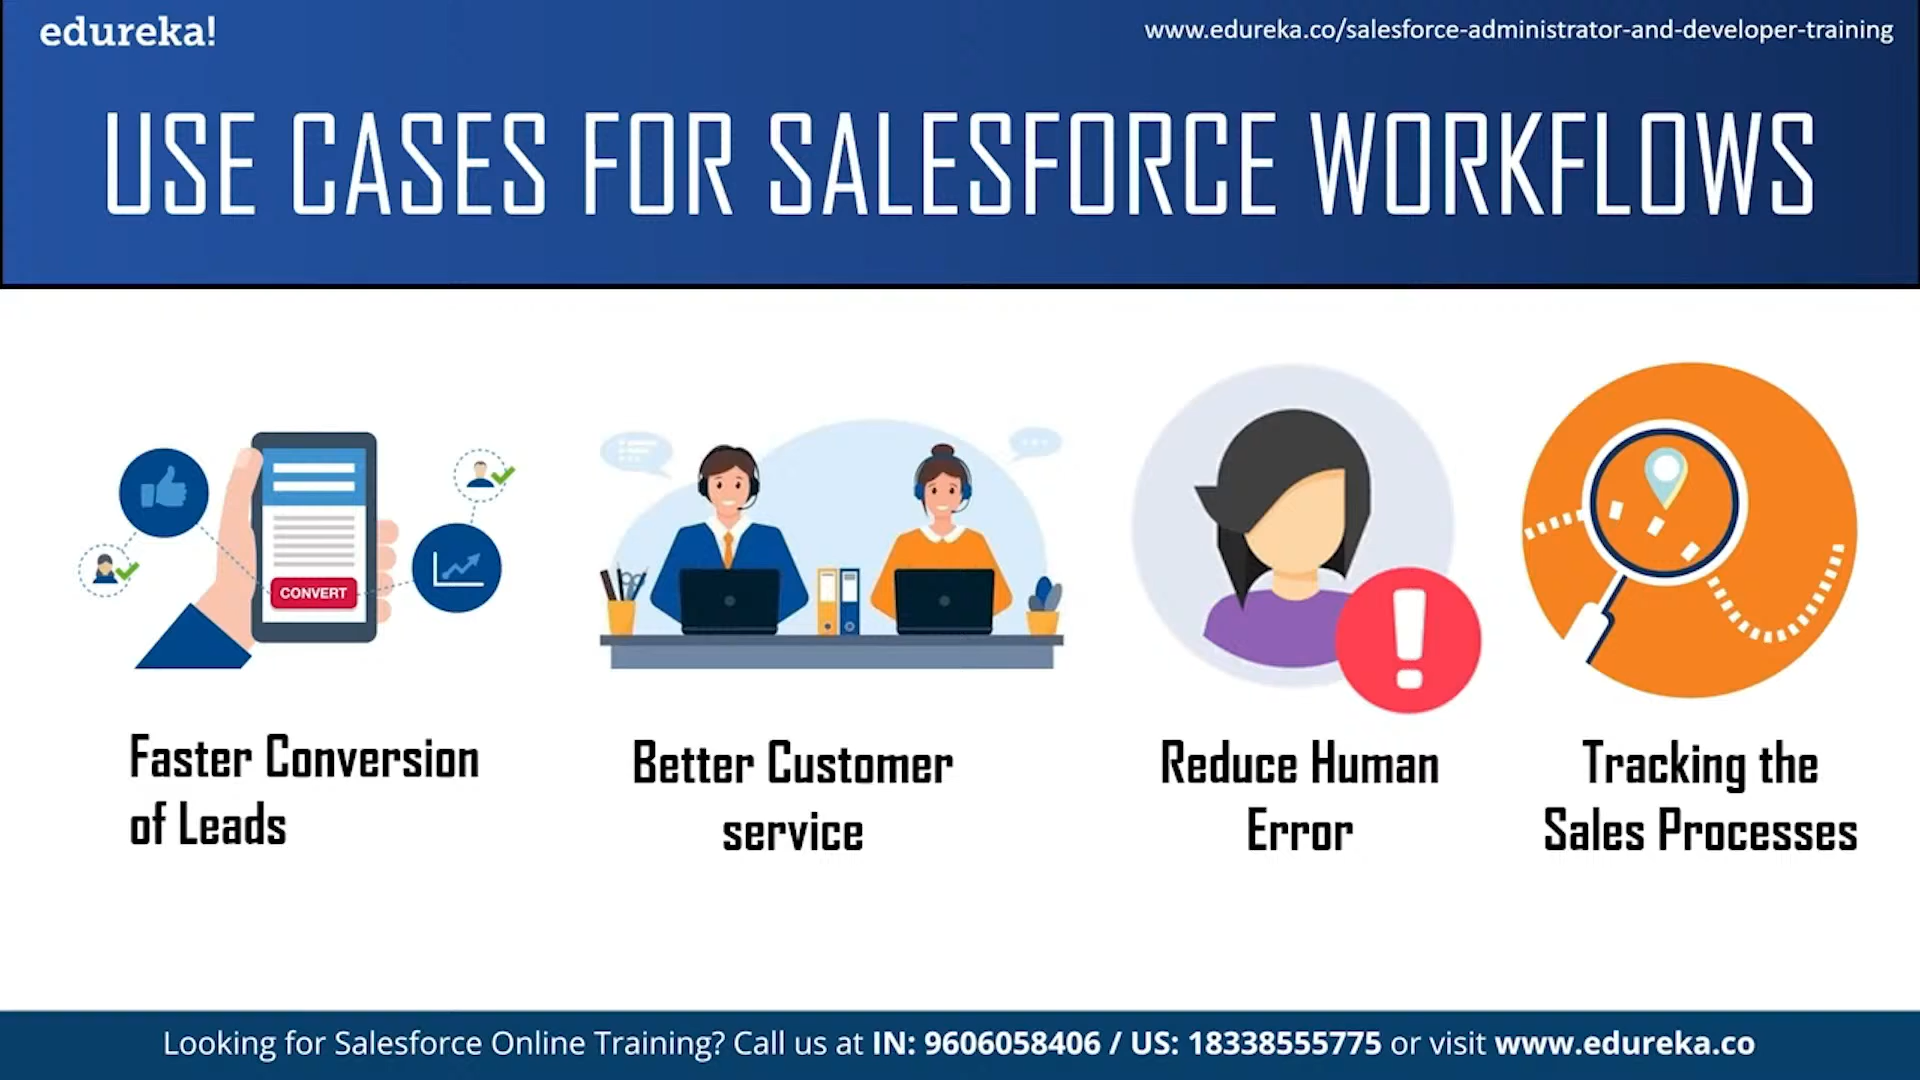 edureka!
www.edureka.co/salesforce-administrator-and-developer-training
USE CASES FOR SALESFORCE WORKFLOWS
CONVERT
Faster Conversion
of Leads
Better Customer
service
Reduce Human
Error
Tracking the
Sales Processes
Looking for Salesforce Online Training? Call us at IN: 9606058406 / US: 18338555775 or visit www.edureka.co